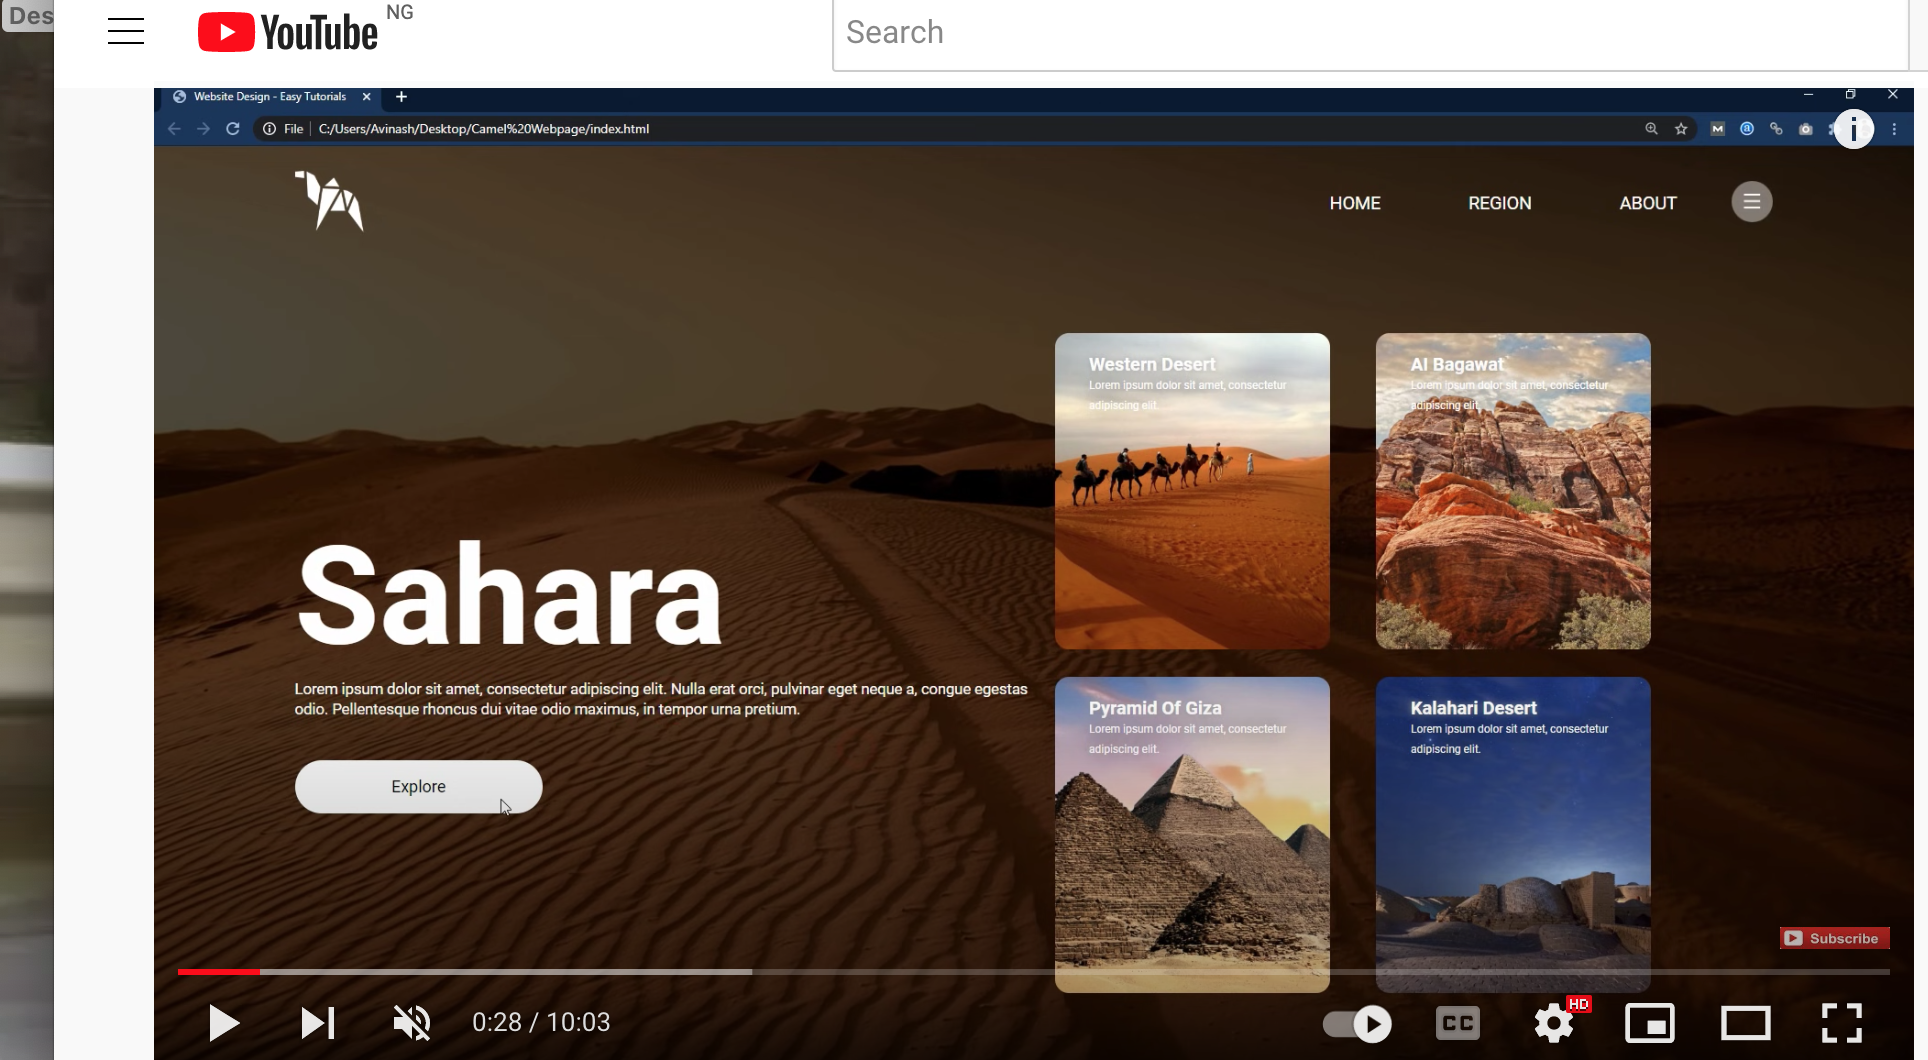 Des
YouTube NG
Search
Website Design - Easy Tutorials
File C:/Users/Avinash/Desktop/Camel%20Webpage/index.html
HOME REGION ABOUT
Western Desert
Lorem ipsum dolor sit amet, consectetur
adipiscing elit.
Al Bagawat
Lorem ipsum dolor sit amet, consectetur
adipiscing elit.
Sahara
Lorem ipsum dolor sit amet, consectetur adipiscing elit. Nulla erat orci, pulvinar eget neque a, congue egestas
odio. Pellentesque rhoncus dui vitae odio maximus, in tempor urna pretium.
Explore
Pyramid Of Giza
Lorem ipsum dolor sit amet, consectetur
adipiscing elit.
Kalahari Desert
Lorem ipsum dolor sit amet, consectetur
adipiscing elit.
Subscribe
0:28 / 10:03
CC
HD